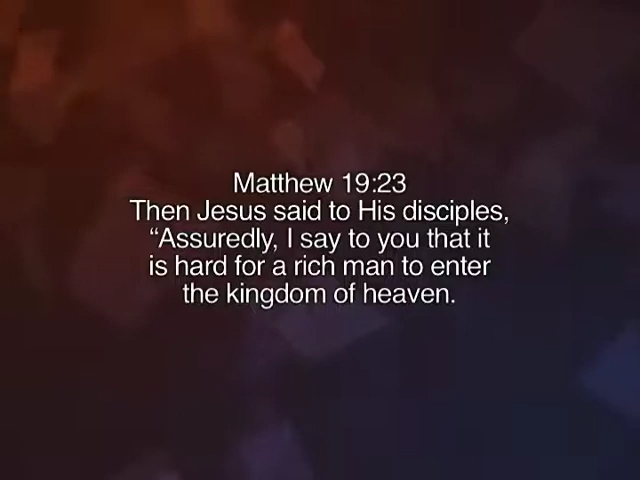 Matthew 19:23
Then Jesus said to His disciples,
“Assuredly, I say to you that it
is hard for a rich man to enter
the kingdom of heaven.